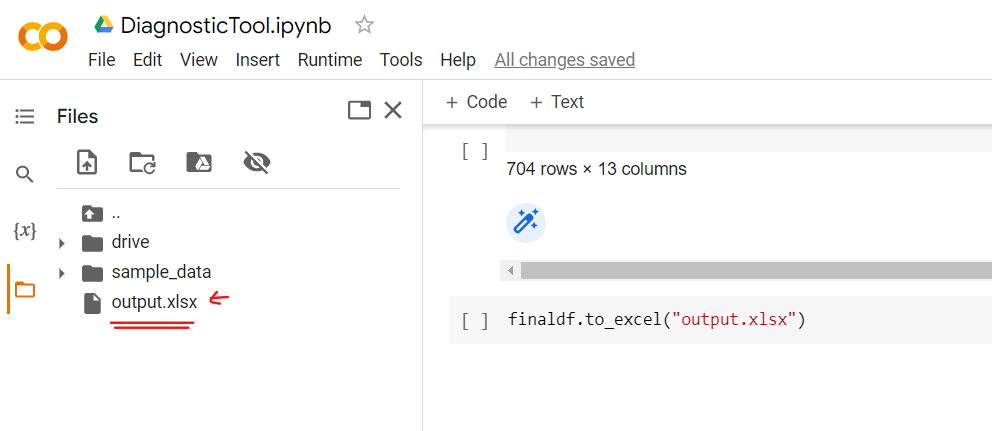 DiagnosticTool.ipynb
File Edit View Insert Runtime Tools Help All changes saved
Files
+ Code + Text
[ ]
704 rows × 13 columns
{x}
..
drive
sample_data
output.xlsx
[ ] finaldf.to_excel("output.xlsx")